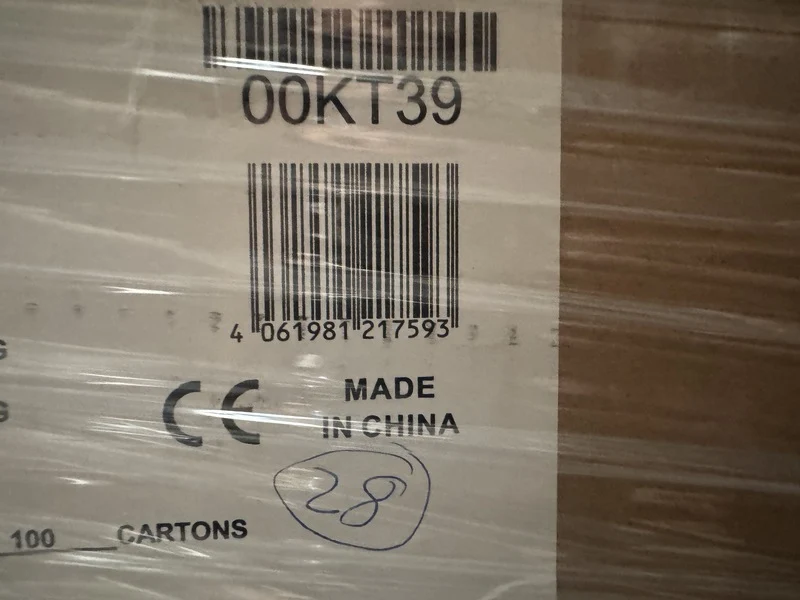 00KT39
4 061981 217593
G
CE MADE
IN CHINA
G
28
100 CARTONS